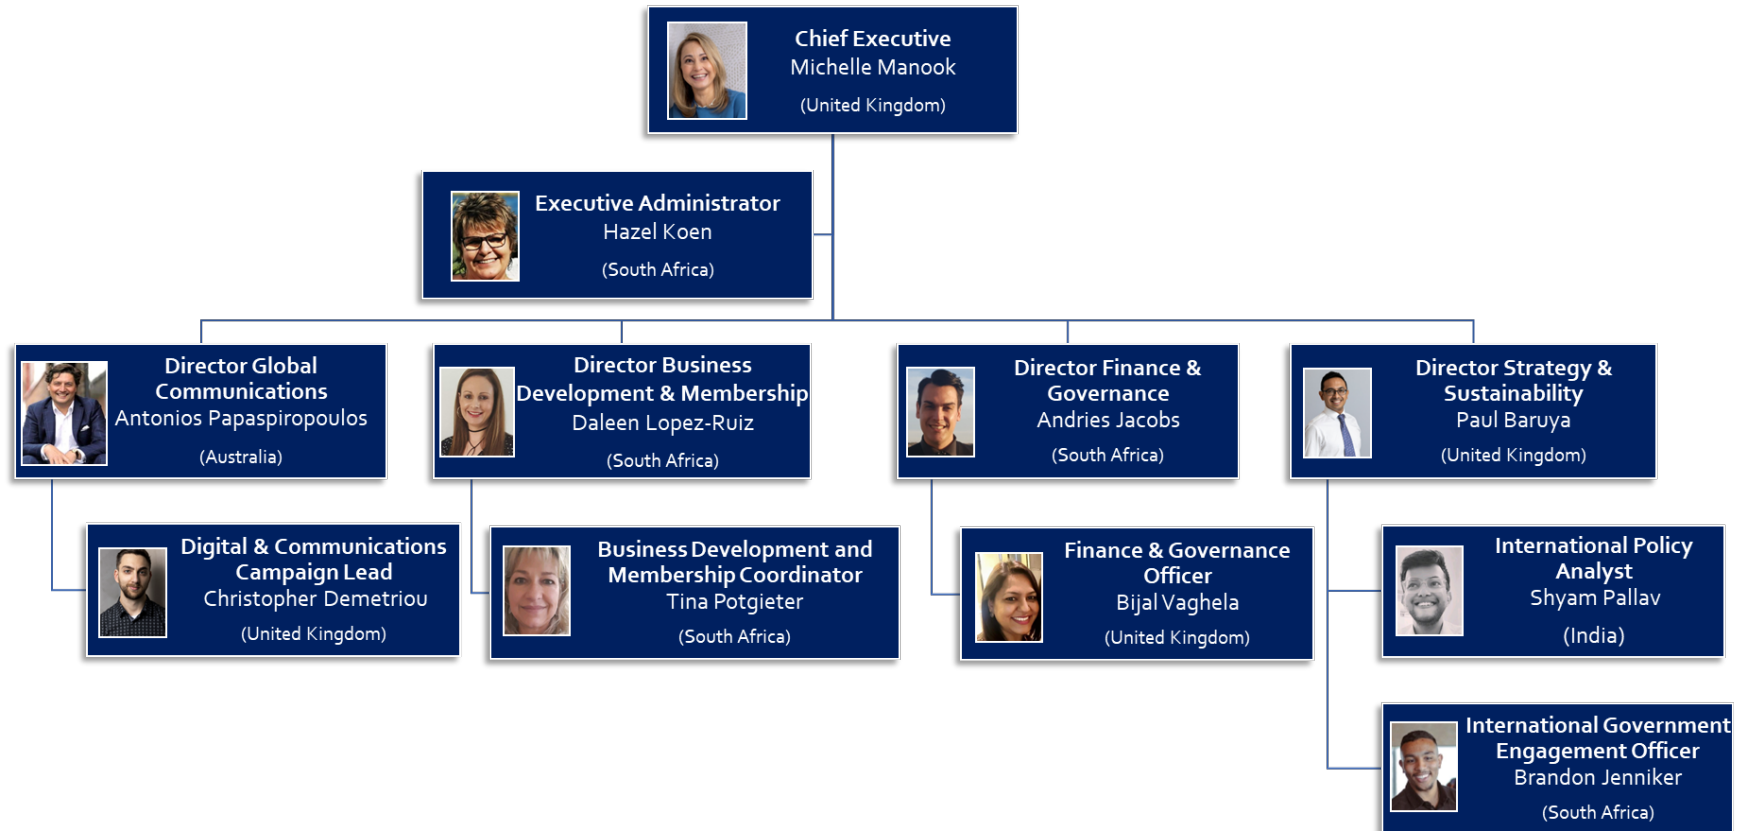 Chief Executive
Michelle Manook
(United Kingdom)
Executive Administrator
Hazel Koen
(South Africa)
Director Global
Communications
Antonios Papaspiropoulos
(Australia)
Director Business
Development & Membership
Daleen Lopez-Ruiz
(South Africa)
Director Finance &
Governance
Andries Jacobs
(South Africa)
Director Strategy &
Sustainability
Paul Baruya
(United Kingdom)
Digital & Communications
Campaign Lead
Christopher Demetriou
(United Kingdom)
Business Development and
Membership Coordinator
Tina Potgieter
(South Africa)
Finance & Governance
Officer
Bijal Vaghela
(United Kingdom)
International Policy
Analyst
Shyam Pallav
(India)
International Government
Engagement Officer
Brandon Jenniker
(South Africa)